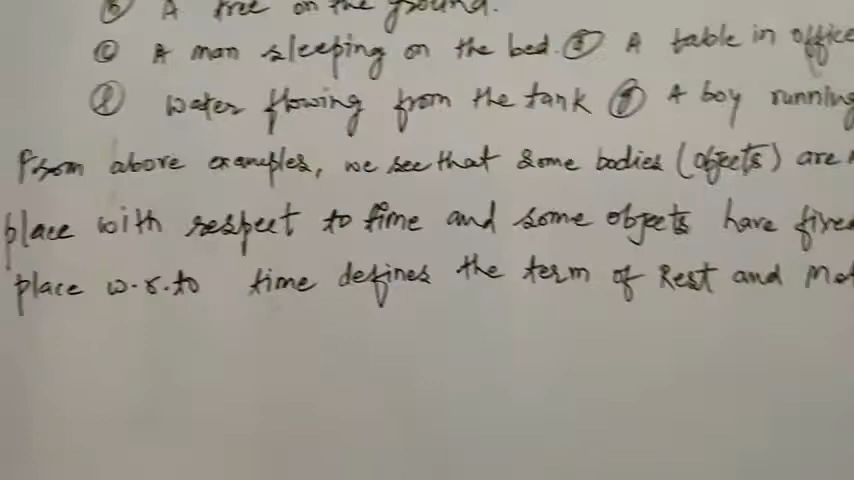 ⓑ A tree on the ground.
ⓒ A man sleeping on the bed. ⓓ A table in office
ⓔ Water flowing from the tank ⓕ A boy running
From above examples, we see that some bodies (objects) are
place with respect to time and some objects have fixed
place w.r.to time defines the term of Rest and Mot